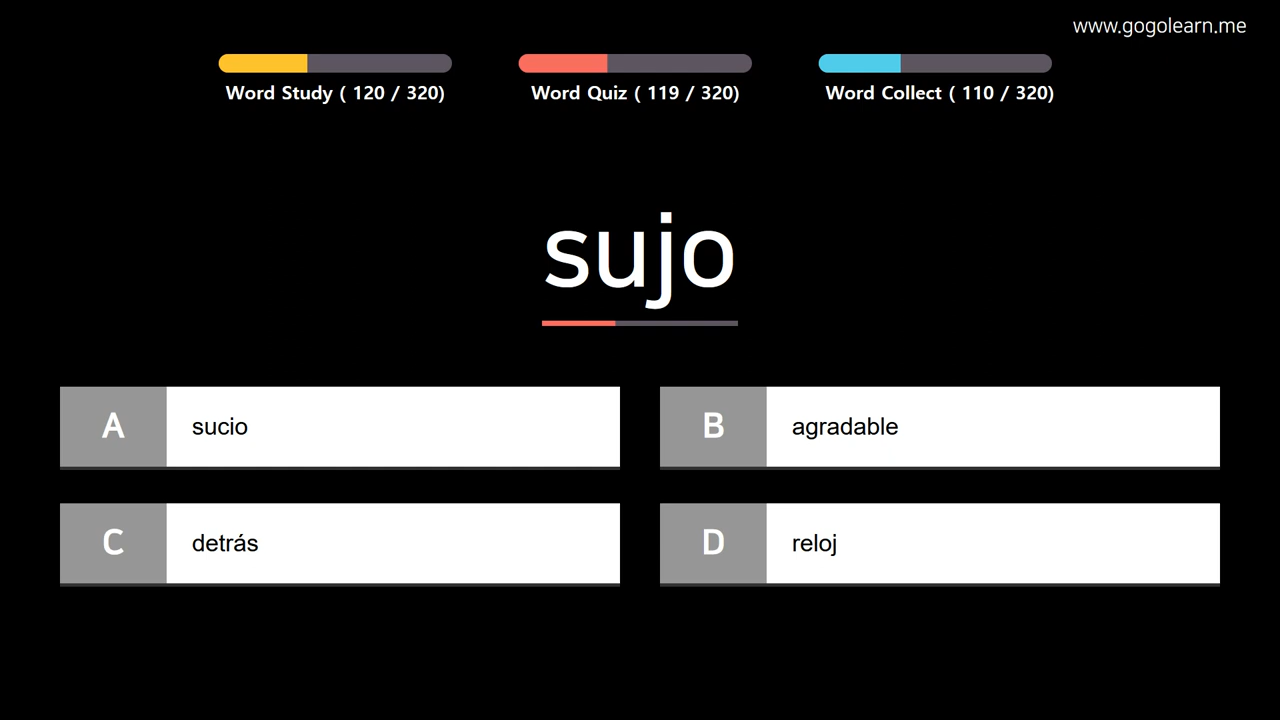 www.gogolearn.me
Word Study ( 120 / 320)
Word Quiz ( 119 / 320)
Word Collect ( 110 / 320)
sujo
A
sucio
B
agradable
C
detrás
D
reloj